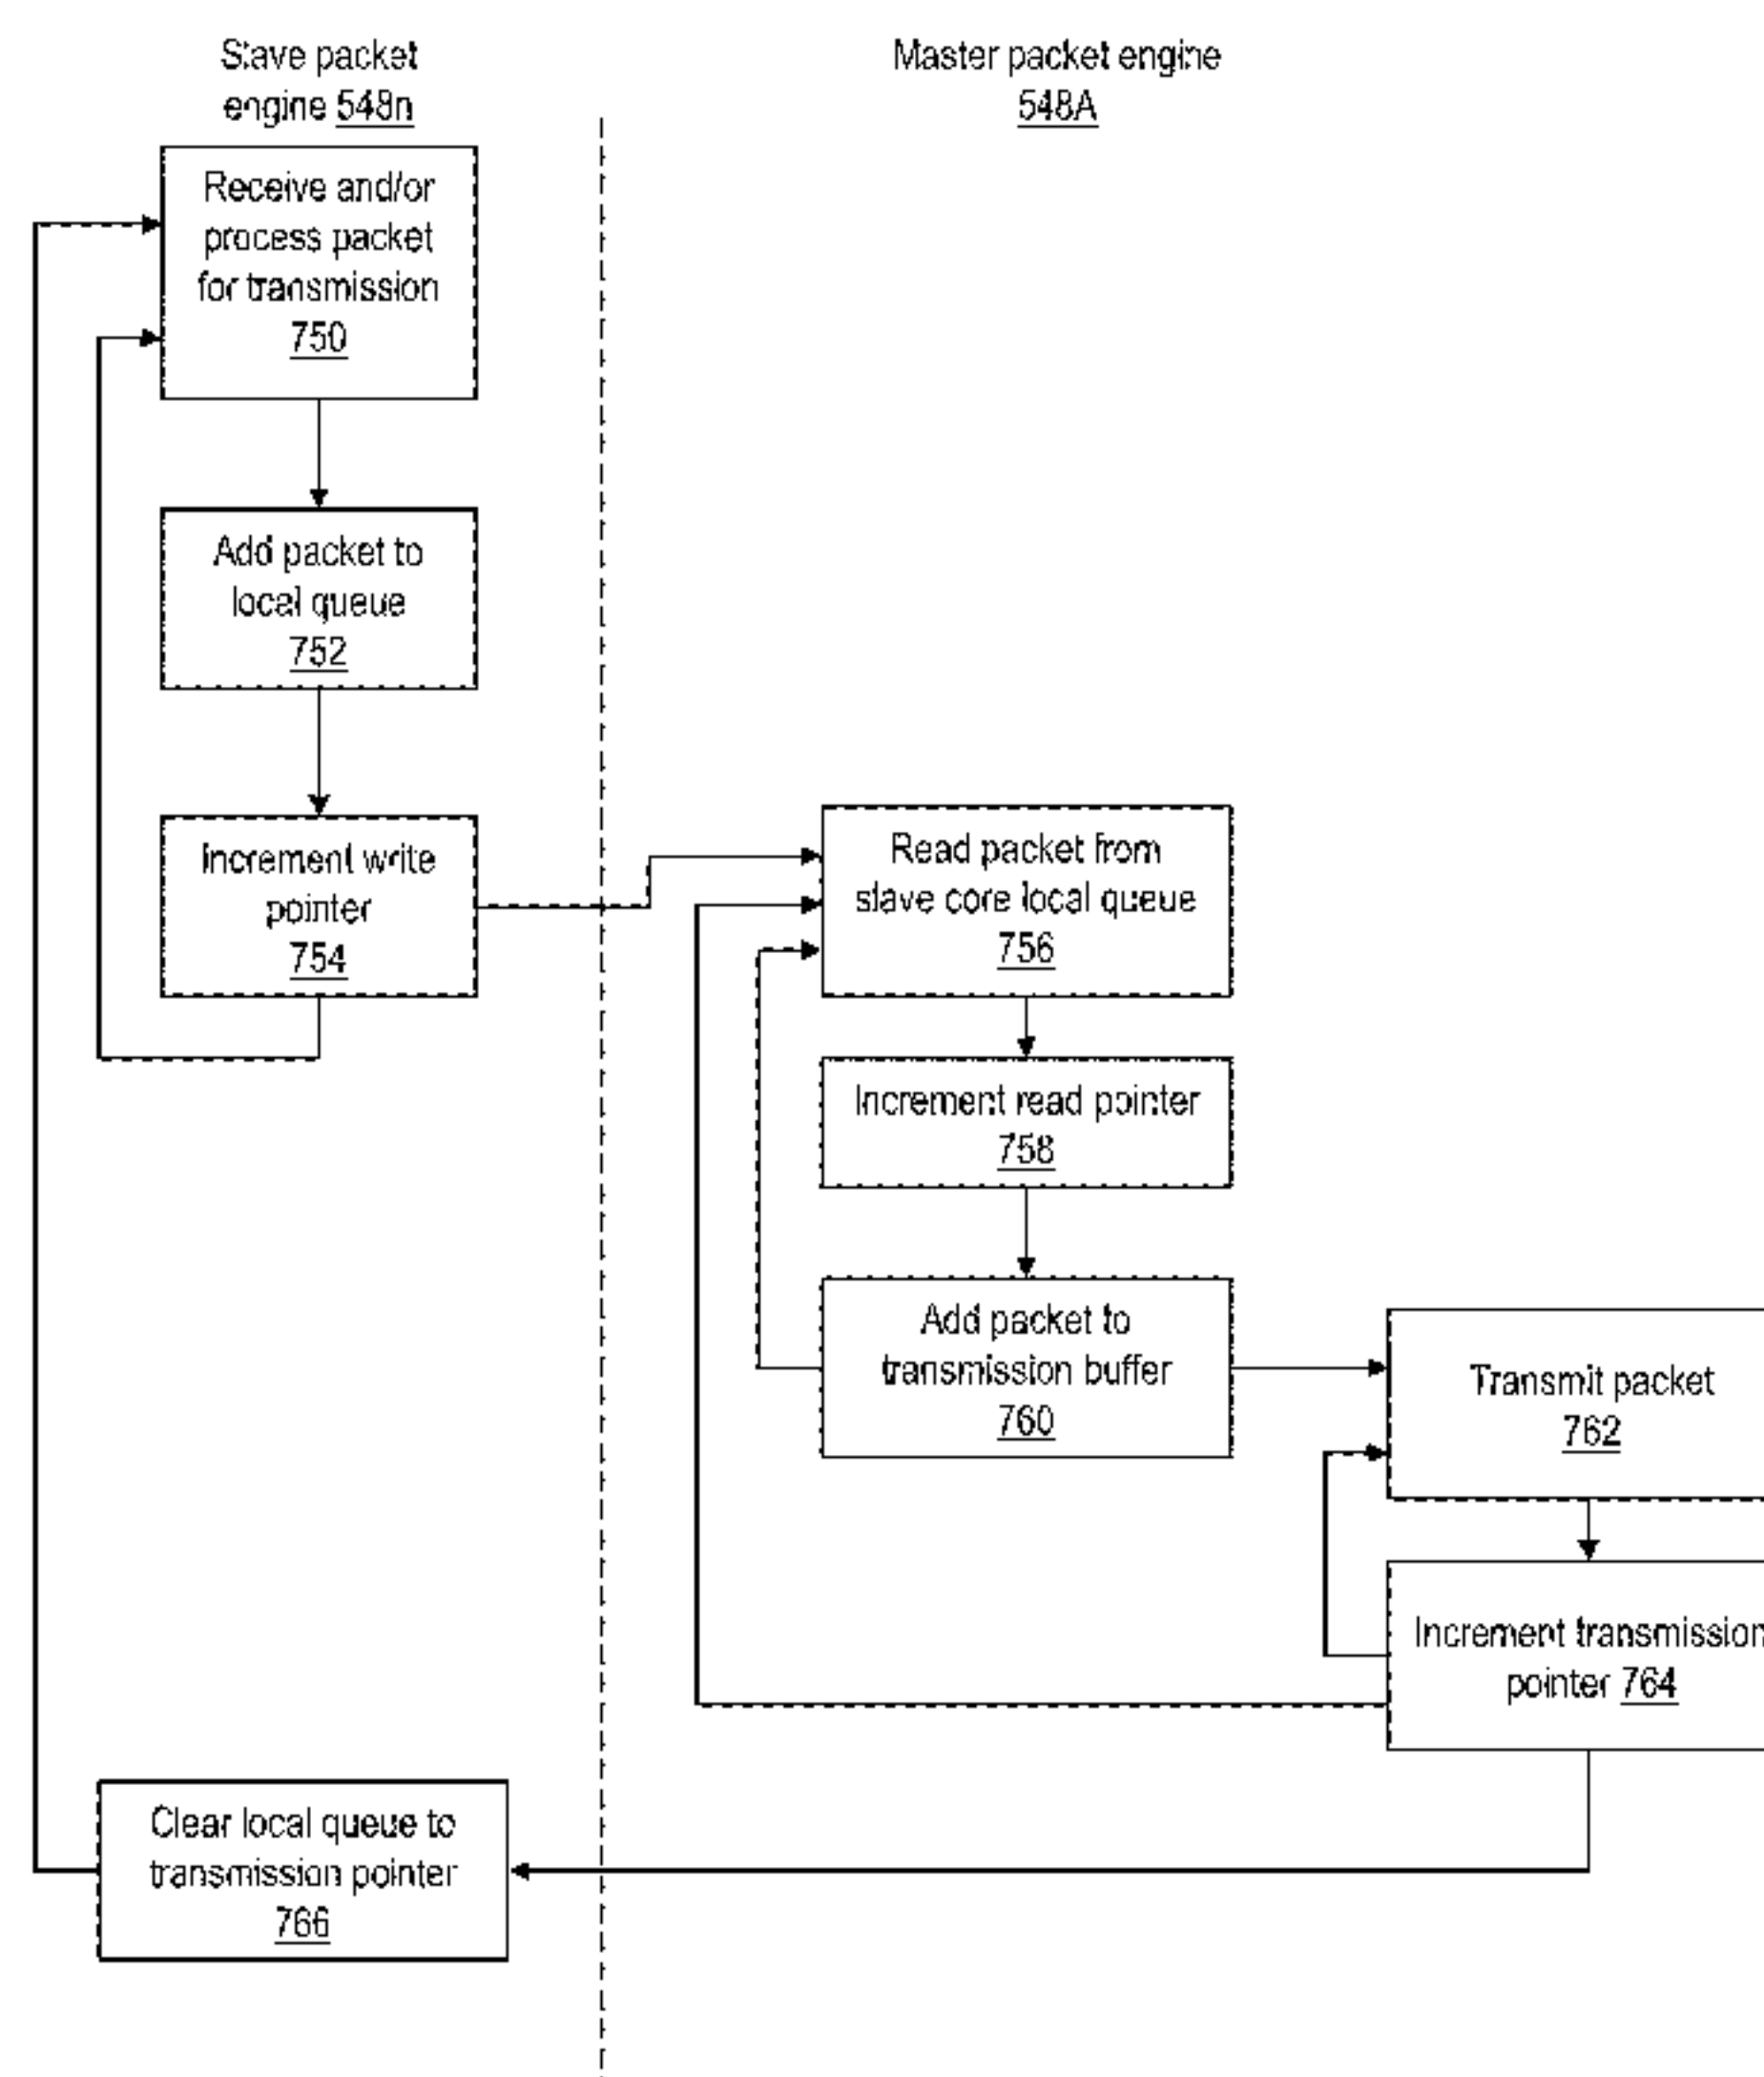 Slave packet
engine 548n
Master packet engine
548A
Receive and/or
process packet
for transmission
750
Add packet to
local queue
752
Increment write
pointer
754
Read packet from
slave core local queue
756
Increment read pointer
758
Add packet to
transmission buffer
760
Transmit packet
762
Increment transmission
pointer 764
Clear local queue to
transmission pointer
766